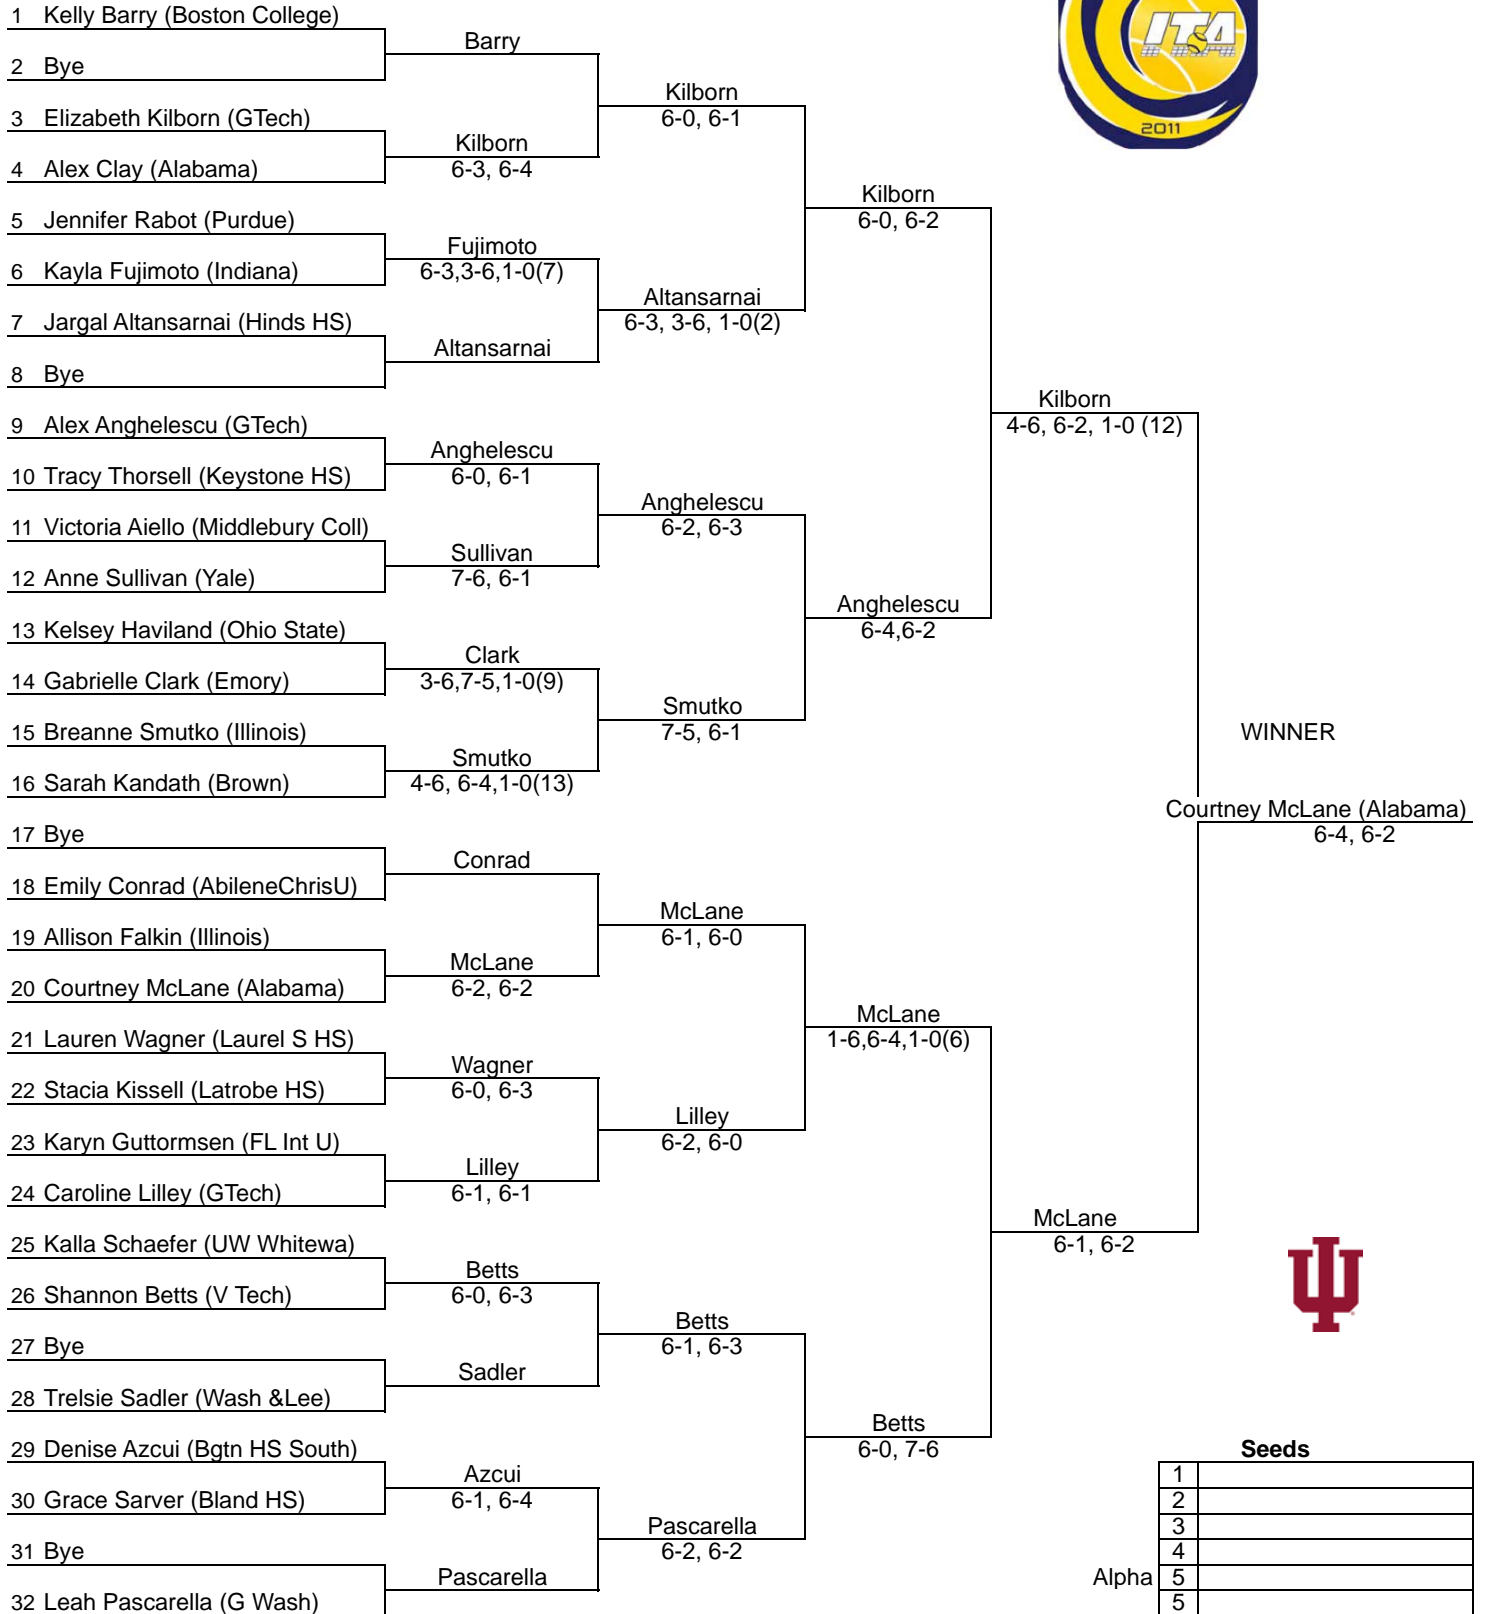 1 Kelly Barry (Boston College)
2 Bye
3 Elizabeth Kilborn (GTech)
4 Alex Clay (Alabama)
5 Jennifer Rabot (Purdue)
6 Kayla Fujimoto (Indiana)
7 Jargal Altansarnai (Hinds HS)
8 Bye
9 Alex Anghelescu (GTech)
10 Tracy Thorsell (Keystone HS)
11 Victoria Aiello (Middlebury Coll)
12 Anne Sullivan (Yale)
13 Kelsey Haviland (Ohio State)
14 Gabrielle Clark (Emory)
15 Breanne Smutko (Illinois)
16 Sarah Kandath (Brown)
17 Bye
18 Emily Conrad (AbileneChrisU)
19 Allison Falkin (Illinois)
20 Courtney McLane (Alabama)
21 Lauren Wagner (Laurel S HS)
22 Stacia Kissell (Latrobe HS)
23 Karyn Guttormsen (FL Int U)
24 Caroline Lilley (GTech)
25 Kalla Schaefer (UW Whitewa)
26 Shannon Betts (V Tech)
27 Bye
28 Trelsie Sadler (Wash &Lee)
29 Denise Azcui (Bgtn HS South)
30 Grace Sarver (Bland HS)
31 Bye
32 Leah Pascarella (G Wash)
Barry
Kilborn
6-3, 6-4
Fujimoto
6-3,3-6,1-0(7)
Altansarnai
Anghelescu
6-0, 6-1
Sullivan
7-6, 6-1
Clark
3-6,7-5,1-0(9)
Smutko
4-6, 6-4,1-0(13)
Conrad
McLane
6-2, 6-2
Wagner
6-0, 6-3
Lilley
6-1, 6-1
Betts
6-0, 6-3
Sadler
Azcui
6-1, 6-4
Pascarella
Kilborn
6-0, 6-1
Altansarnai
6-3, 3-6, 1-0(2)
Anghelescu
6-2, 6-3
Smutko
7-5, 6-1
McLane
6-1, 6-0
Lilley
6-2, 6-0
Betts
6-1, 6-3
Pascarella
6-2, 6-2
Kilborn
6-0, 6-2
Anghelescu
6-4,6-2
McLane
1-6,6-4,1-0(6)
Betts
6-0, 7-6
Kilborn
4-6, 6-2, 1-0 (12)
McLane
6-1, 6-2
WINNER
Courtney McLane (Alabama)
6-4, 6-2
ITA
2011
Seeds
1
2
3
4
Alpha 5
5